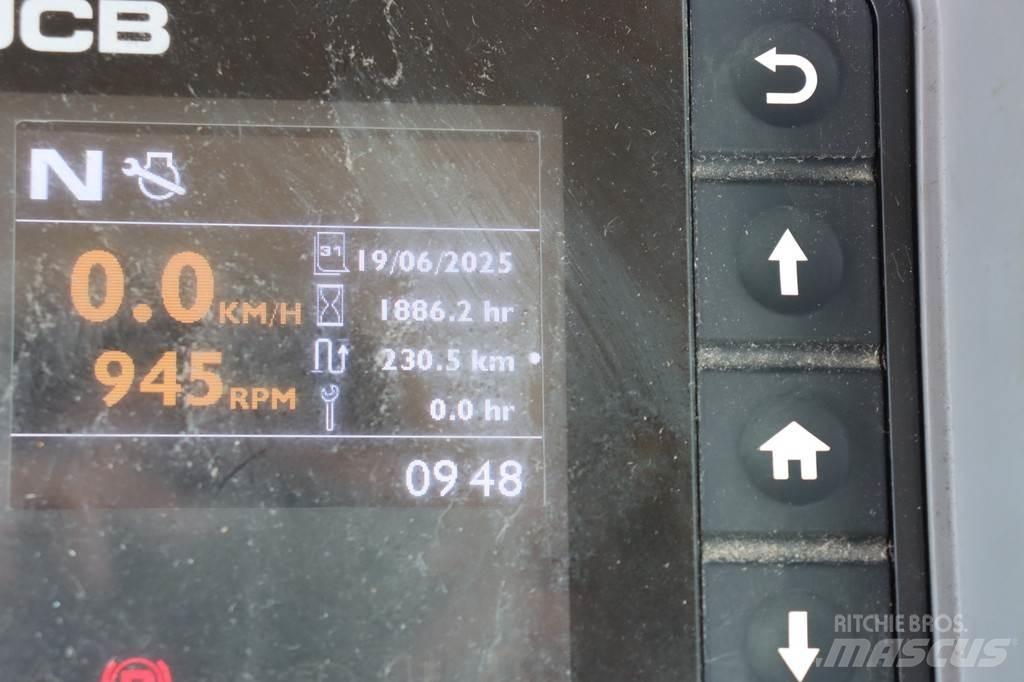 JCB
N
31 19/06/2025
0.0 KM/H
1886.2 hr
230.5 km
945 RPM
0.0 hr
09 48
RITCHIE BROS.
MASCUS